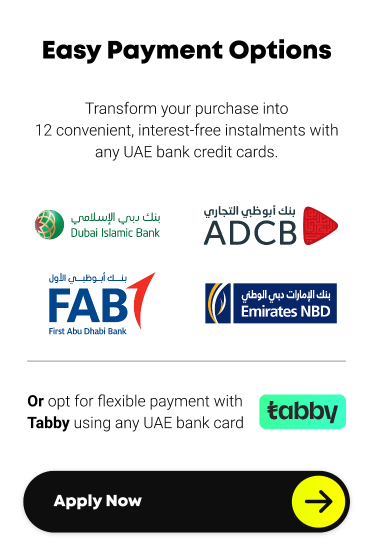 Easy Payment Options
Transform your purchase into
12 convenient, interest-free instalments with
any UAE bank credit cards.
بنك دبي الإسلامي
Dubai Islamic Bank
بنك أبوظبي التجاري
ADCB
بنك أبوظبي الأول
FAB
First Abu Dhabi Bank
بنك الإمارات دبي الوطني
Emirates NBD
Or opt for flexible payment with
Tabby using any UAE bank card
tabby
Apply Now